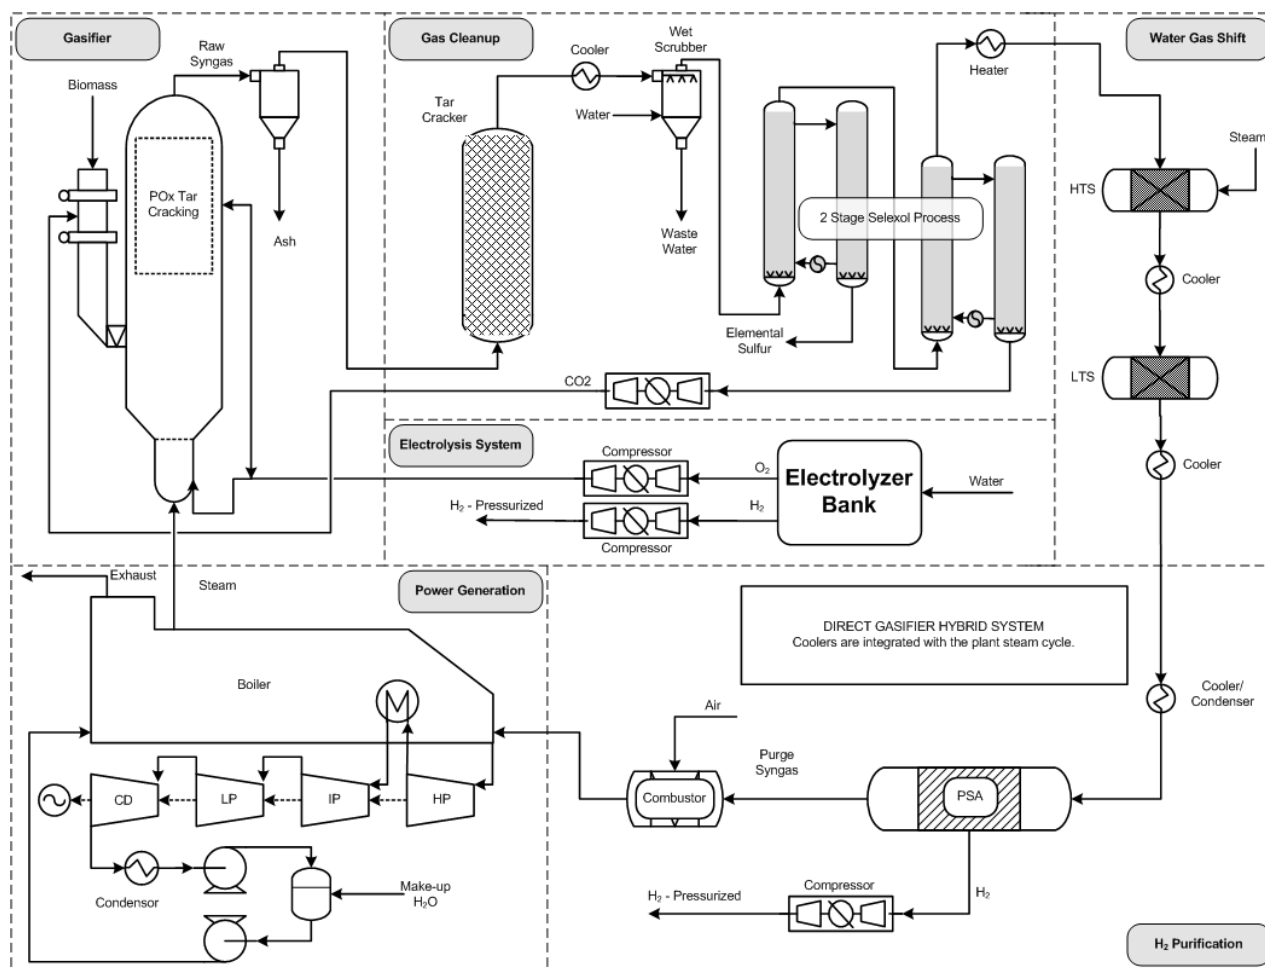 Gasifier
Raw
Syngas
Biomass
POx Tar
Cracking
Ash
Gas Cleanup
Cooler
Wet
Scrubber
Tar
Cracker
Water
Waste
Water
2 Stage Selexol Process
Elemental
Sulfur
CO2
Heater
Water Gas Shift
Steam
HTS
Cooler
LTS
Cooler
Electrolysis System
Compressor
O₂
Electrolyzer
Bank
Water
H₂ - Pressurized
H₂
Compressor
Exhaust
Steam
Power Generation
Boiler
CD
LP
IP
HP
Condensor
Make-up
H₂O
DIRECT GASIFIER HYBRID SYSTEM
Coolers are integrated with the plant steam cycle.
Cooler/
Condenser
Air
Purge
Syngas
Combustor
PSA
H₂ - Pressurized
Compressor
H₂
H₂ Purification